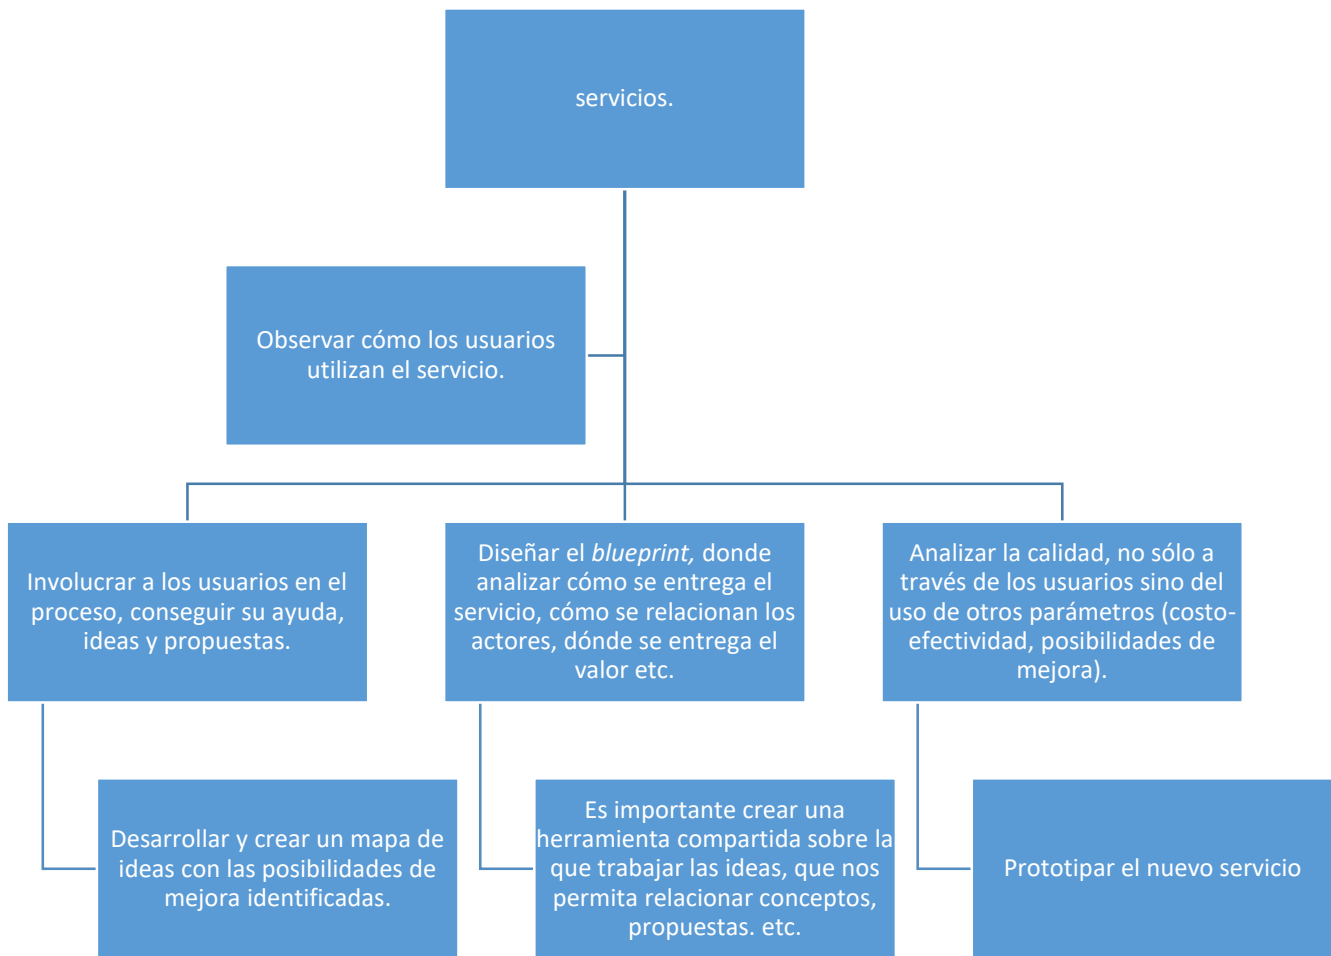 servicios.
Observar cómo los usuarios
utilizan el servicio.
Involucrar a los usuarios en el
proceso, conseguir su ayuda,
ideas y propuestas.
Diseñar el blueprint, donde
analizar cómo se entrega el
servicio, cómo se relacionan los
actores, dónde se entrega el
valor etc.
Analizar la calidad, no sólo a
través de los usuarios sino del
uso de otros parámetros (costo-
efectividad, posibilidades de
mejora).
Desarrollar y crear un mapa de
ideas con las posibilidades de
mejora identificadas.
Es importante crear una
herramienta compartida sobre la
que trabajar las ideas, que nos
permita relacionar conceptos,
propuestas. etc.
Prototipar el nuevo servicio